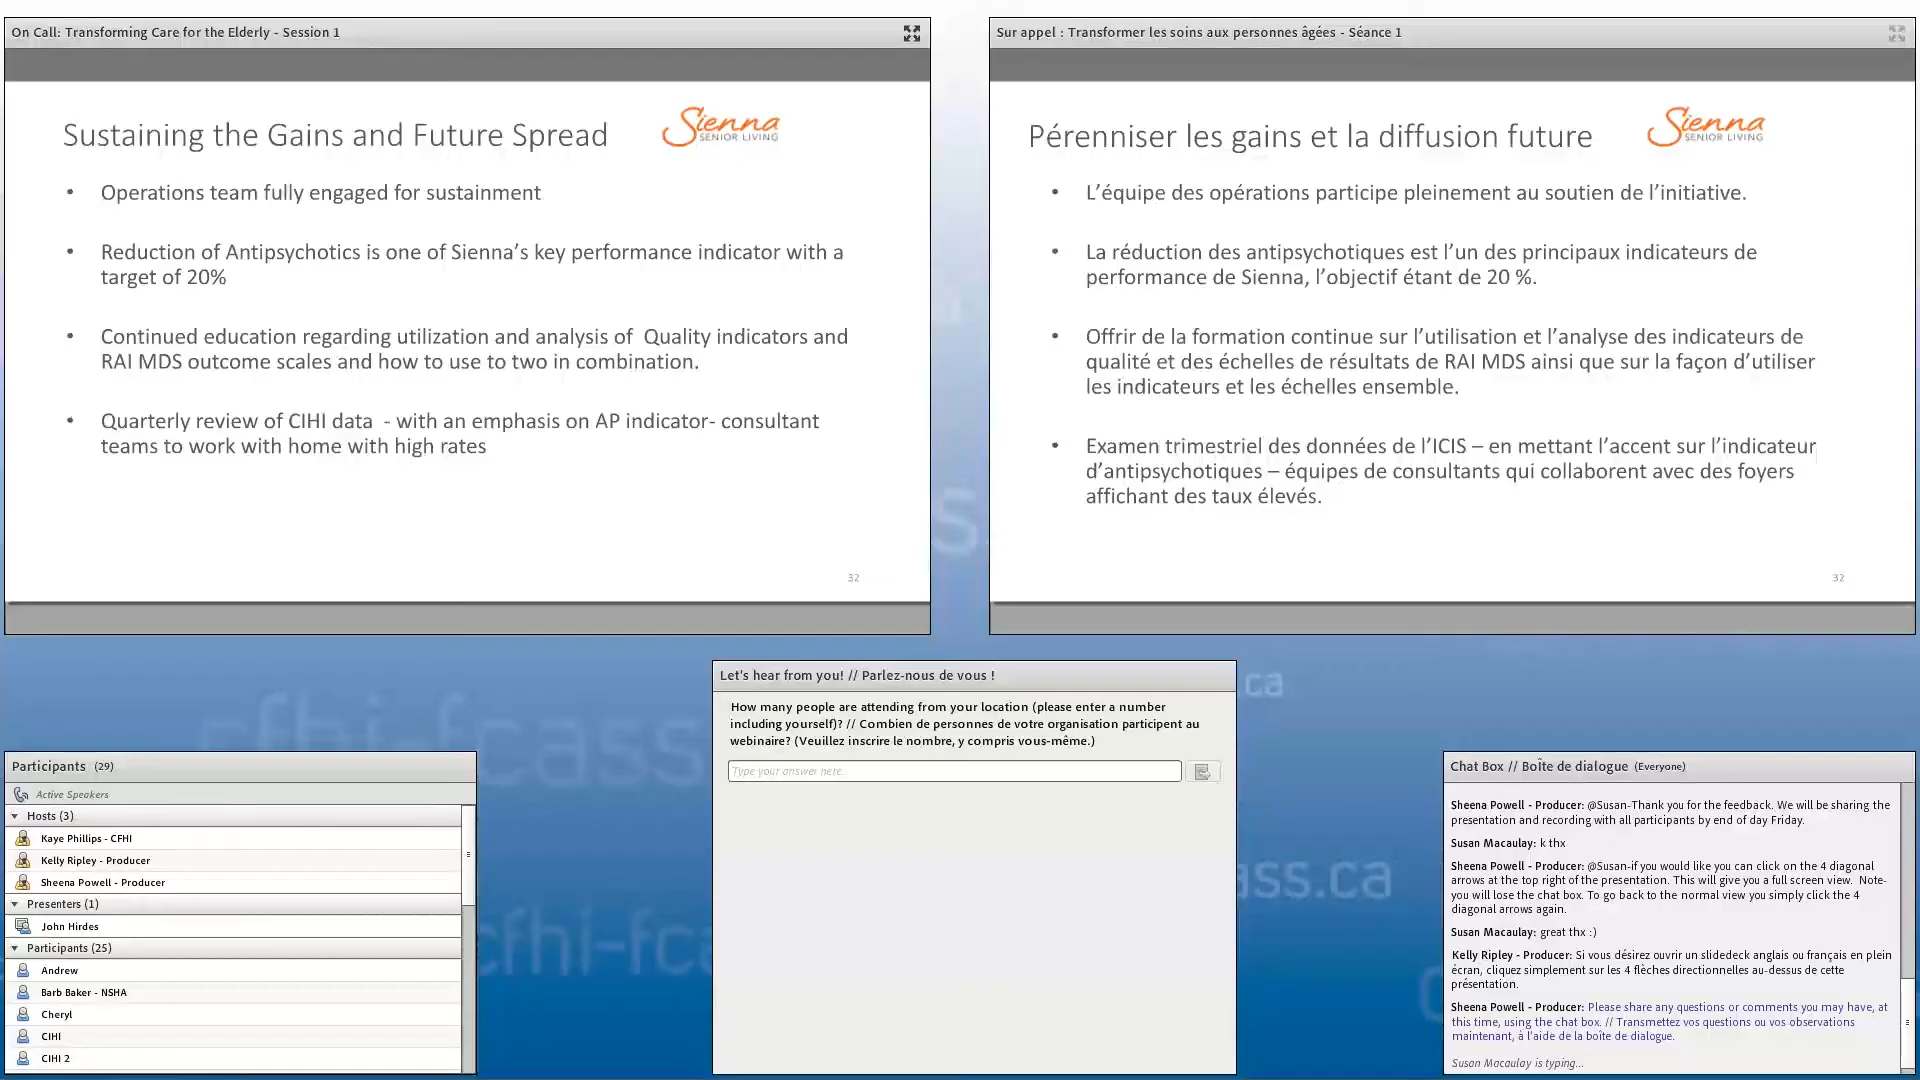 On Call: Transforming Care for the Elderly - Session 1
Sustaining the Gains and Future Spread
Sienna
SENIOR LIVING
• Operations team fully engaged for sustainment
• Reduction of Antipsychotics is one of Sienna’s key performance indicator with a
target of 20%
• Continued education regarding utilization and analysis of  Quality indicators and
RAI MDS outcome scales and how to use to two in combination.
• Quarterly review of CIHI data  - with an emphasis on AP indicator- consultant
teams to work with home with high rates
32
Sur appel : Transformer les soins aux personnes âgées - Séance 1
Pérenniser les gains et la diffusion future
Sienna
SENIOR LIVING
• L’équipe des opérations participe pleinement au soutien de l’initiative.
• La réduction des antipsychotiques est l’un des principaux indicateurs de
performance de Sienna, l’objectif étant de 20 %.
• Offrir de la formation continue sur l’utilisation et l’analyse des indicateurs de
qualité et des échelles de résultats de RAI MDS ainsi que sur la façon d’utiliser
les indicateurs et les échelles ensemble.
• Examen trimestriel des données de l’ICIS – en mettant l’accent sur l’indicateur
d’antipsychotiques – équipes de consultants qui collaborent avec des foyers
affichant des taux élevés.
32
cfhi-fcass
.ca
ass.ca
cfhi-fc
Participants (29)
Active Speakers
Hosts (3)
Kaye Phillips - CFHI
Kelly Ripley - Producer
Sheena Powell - Producer
Presenters (1)
John Hirdes
Participants (25)
Andrew
Barb Baker - NSHA
Cheryl
CIHI
CIHI 2
Let's hear from you! // Parlez-nous de vous !
How many people are attending from your location (please enter a number
including yourself)? // Combien de personnes de votre organisation participent au
webinaire? (Veuillez inscrire le nombre, y compris vous-même.)
Type your answer here..
Chat Box // Boîte de dialogue (Everyone)
Sheena Powell - Producer: @Susan-Thank you for the feedback. We will be sharing the
presentation and recording with all participants by end of day Friday.
Susan Macaulay: k thx
Sheena Powell - Producer: @Susan-if you would like you can click on the 4 diagonal
arrows at the top right of the presentation. This will give you a full screen view.  Note-
you will lose the chat box. To go back to the normal view you simply click the 4
diagonal arrows again.
Susan Macaulay: great thx :)
Kelly Ripley - Producer: Si vous désirez ouvrir un slidedeck anglais ou français en plein
écran, cliquez simplement sur les 4 flèches directionnelles au-dessus de cette
présentation.
Sheena Powell - Producer: Please share any questions or comments you may have, at
this time, using the chat box. // Transmettez vos questions ou vos observations
maintenant, à l'aide de la boîte de dialogue.
Susan Macaulay is typing...